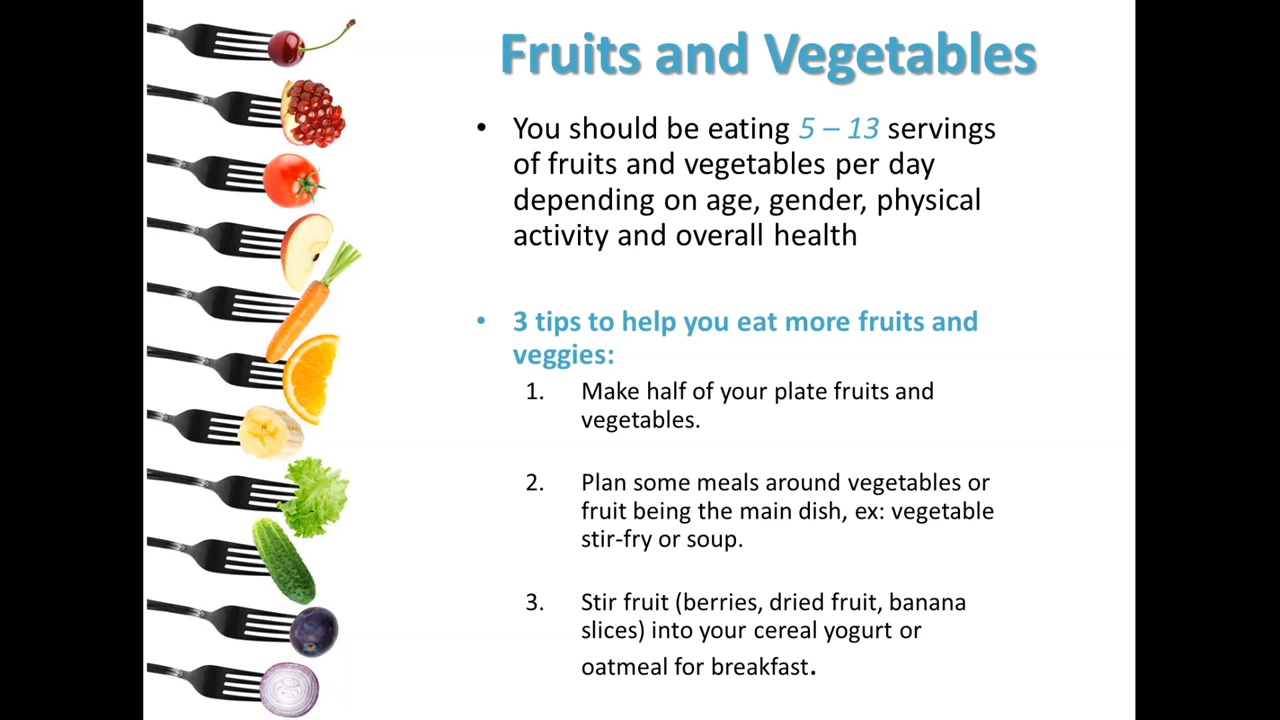 Fruits and Vegetables
• You should be eating 5 – 13 servings
of fruits and vegetables per day
depending on age, gender, physical
activity and overall health
• 3 tips to help you eat more fruits and
veggies:
1. Make half of your plate fruits and
vegetables.
2. Plan some meals around vegetables or
fruit being the main dish, ex: vegetable
stir-fry or soup.
3. Stir fruit (berries, dried fruit, banana
slices) into your cereal yogurt or
oatmeal for breakfast.